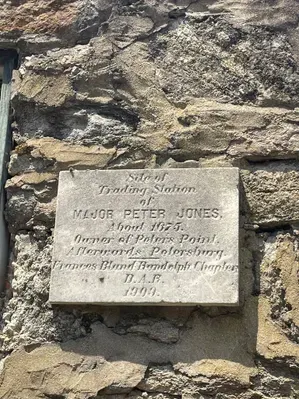 Site of
Trading Station
of
MAJOR PETER JONES.
About 1675.
Owner of Peters Point,
Afterwards Petersburg.
Frances Bland Randolph Chapter
D.A.R.
1909.